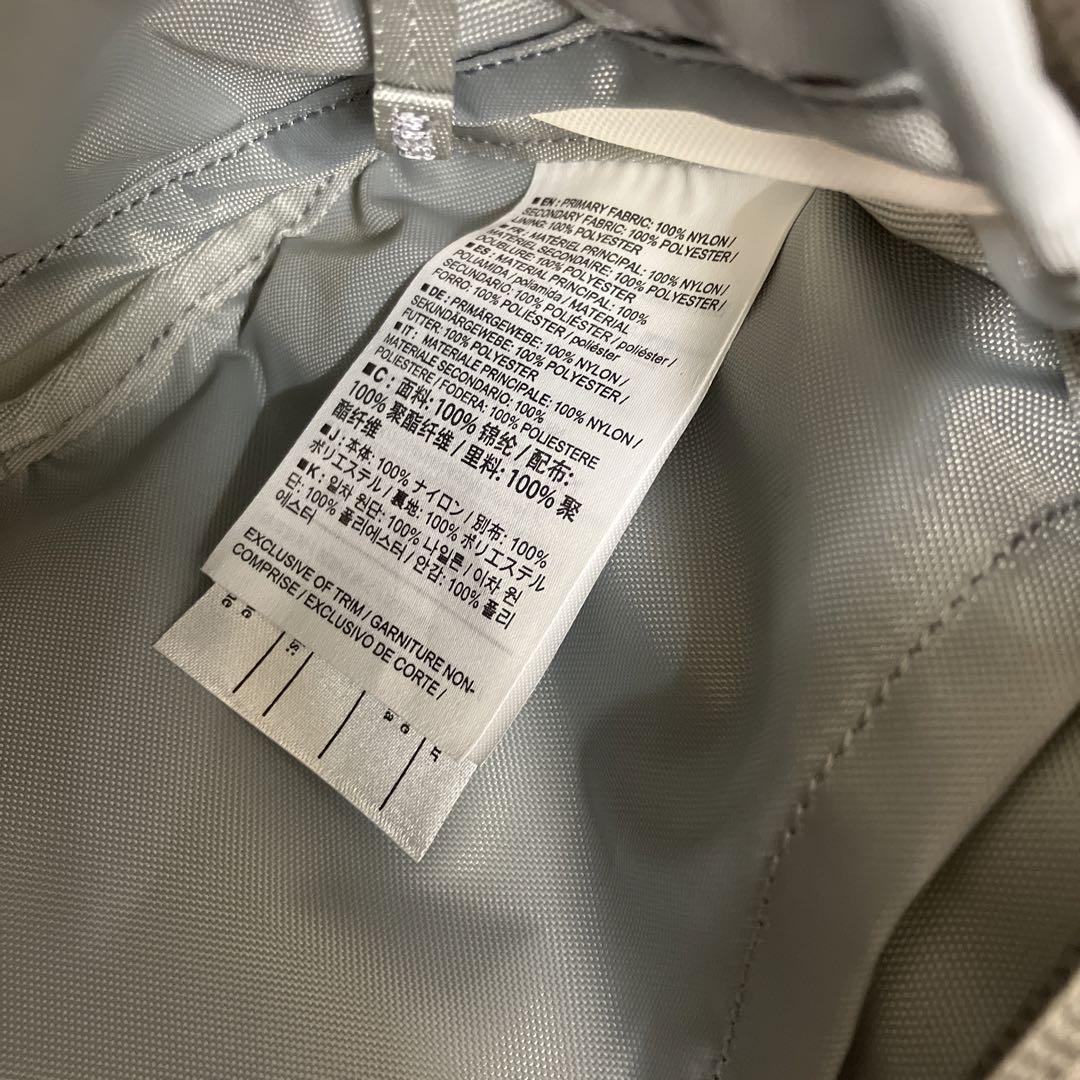 ■EN : PRIMARY FABRIC: 100% NYLON /
SECONDARY FABRIC: 100% POLYESTER /
LINING: 100% POLYESTER
■FR : MATÉRIEL PRINCIPAL: 100% NYLON /
MATÉRIEL SECONDAIRE: 100% POLYESTER /
DOUBLURE: 100% POLYESTER
■ES : MATERIAL PRINCIPAL: 100%
POLIAMIDA / poliamida / MATERIAL
SECUNDARIO: 100% POLIÉSTER / poliéster /
FORRO: 100% POLIÉSTER / poliéster
■DE : PRIMÄRGEWEBE: 100% NYLON /
SEKUNDÄRGEWEBE: 100% POLYESTER /
FUTTER: 100% POLYESTER
■IT : MATERIALE PRINCIPALE: 100% NYLON /
MATERIALE SECONDARIO: 100%
POLIESTERE / FODERA: 100% POLIESTERE
■C : 面料: 100% 锦纶 / 配布:
100% 聚酯纤维 / 里料: 100% 聚
酯纤维
■J : 本体: 100% ナイロン / 別布: 100%
ポリエステル / 裏地: 100% ポリエステル
■K : 일차 원단: 100% 나일론 / 이차 원
단: 100% 폴리에스터 / 안감: 100% 폴리
에스터
EXCLUSIVE OF TRIM / GARNITURE NON-
COMPRISE / EXCLUSIVO DE CORTE /